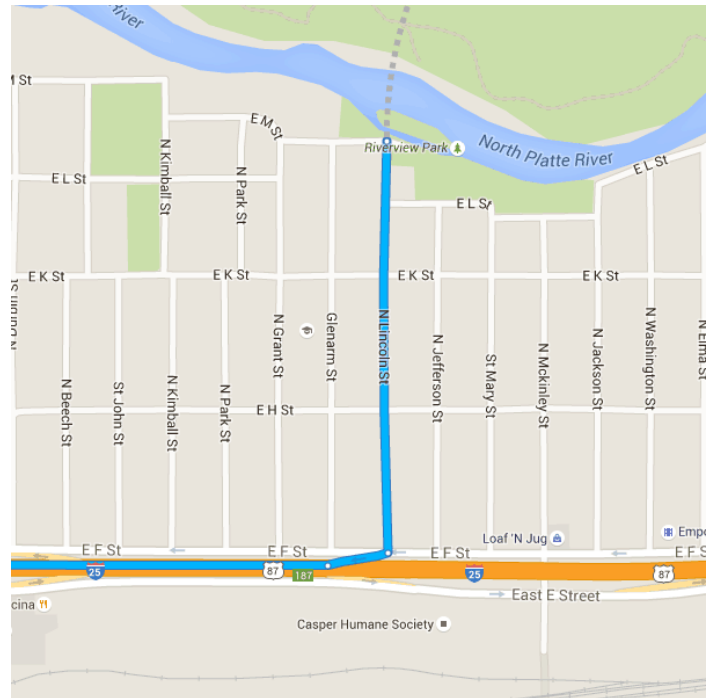 River
M St
E M St
N Kimball St
N Park St
E L St
Riverview Park
North Platte River
E L St
E L St
E K St
E K St
E K St
E K St
N Durbin St
N Beech St
St John St
N Kimball St
N Park St
N Grant St
Glenarm St
N Lincoln St
N Jefferson St
St Mary St
N Mckinley St
N Jackson St
N Washington St
N Elma St
E H St
E F St
E F St
E F St
E F S
Loaf 'N Jug
Empo
25
87
187
25
87
East E Street
cina
Casper Humane Society